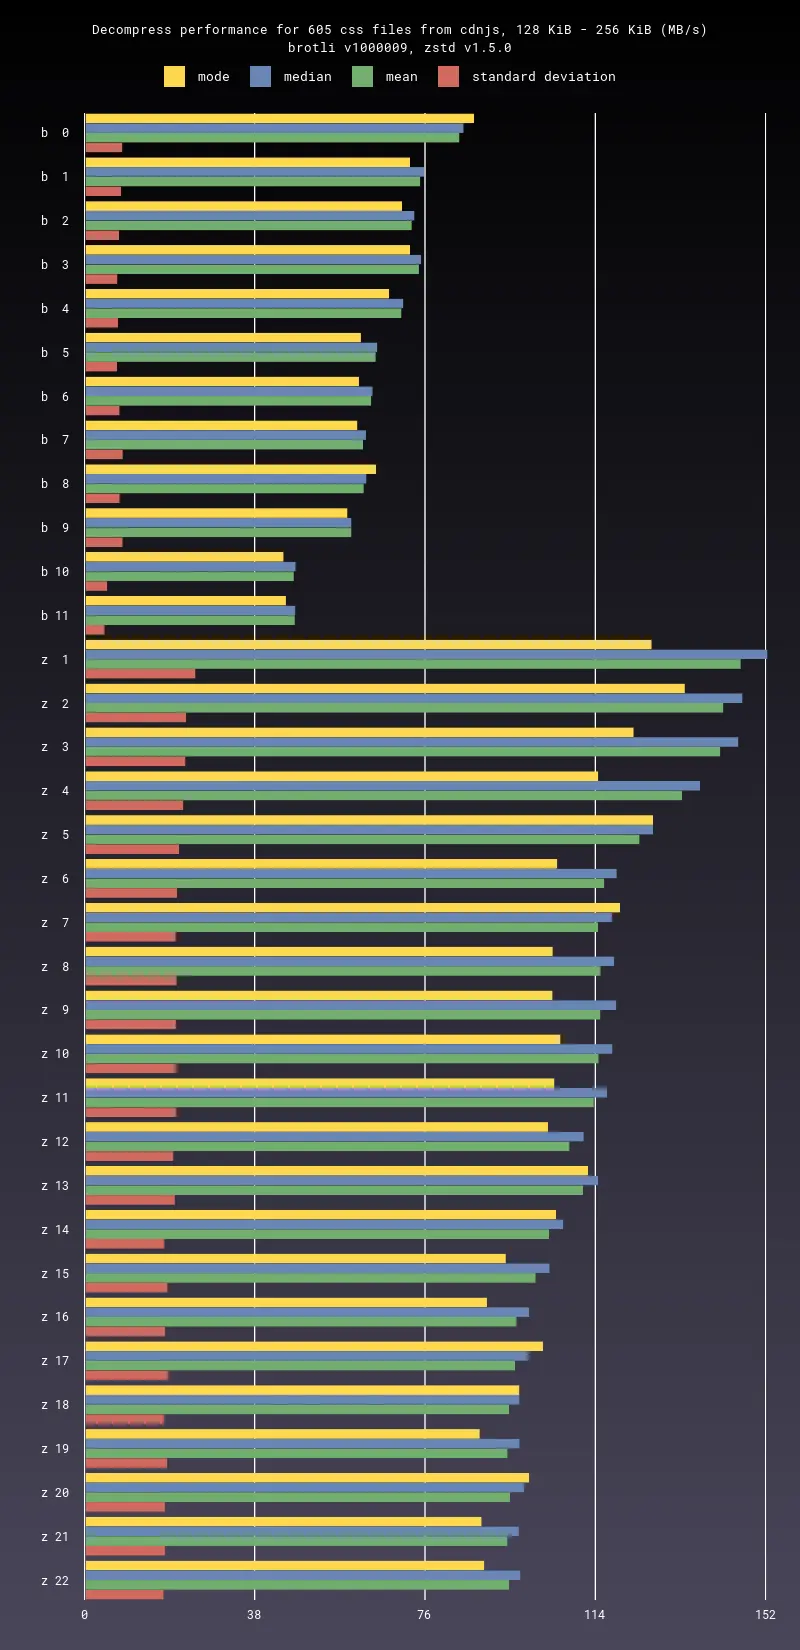 Decompress performance for 605 css files from cdnjs, 128 KiB - 256 KiB (MB/s)
brotli v1000009, zstd v1.5.0
mode median mean standard deviation
b 0
b 1
b 2
b 3
b 4
b 5
b 6
b 7
b 8
b 9
b 10
b 11
z 1
z 2
z 3
z 4
z 5
z 6
z 7
z 8
z 9
z 10
z 11
z 12
z 13
z 14
z 15
z 16
z 17
z 18
z 19
z 20
z 21
z 22
0 38 76 114 152